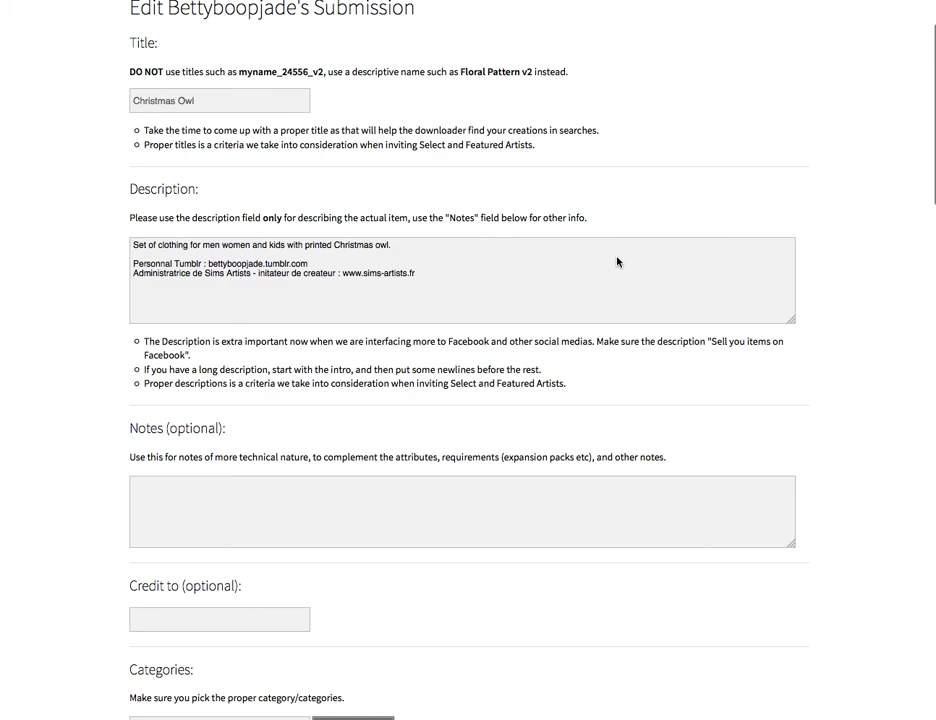 Edit Bettyboopjade's Submission
Title:
DO NOT use titles such as myname_24556_v2, use a descriptive name such as Floral Pattern v2 instead.
Christmas Owl
Take the time to come up with a proper title as that will help the downloader find your creations in searches.
Proper titles is a criteria we take into consideration when inviting Select and Featured Artists.
Description:
Please use the description field only for describing the actual item, use the "Notes" field below for other info.
Set of clothing for men women and kids with printed Christmas owl.
Personnal Tumblr : bettyboopjade.tumblr.com
Administratrice de Sims Artists - initateur de createur : www.sims-artists.fr
The Description is extra important now when we are interfacing more to Facebook and other social medias. Make sure the description "Sell you items on
Facebook".
If you have a long description, start with the intro, and then put some newlines before the rest.
Proper descriptions is a criteria we take into consideration when inviting Select and Featured Artists.
Notes (optional):
Use this for notes of more technical nature, to complement the attributes, requirements (expansion packs etc), and other notes.
Credit to (optional):
Categories:
Make sure you pick the proper category/categories.